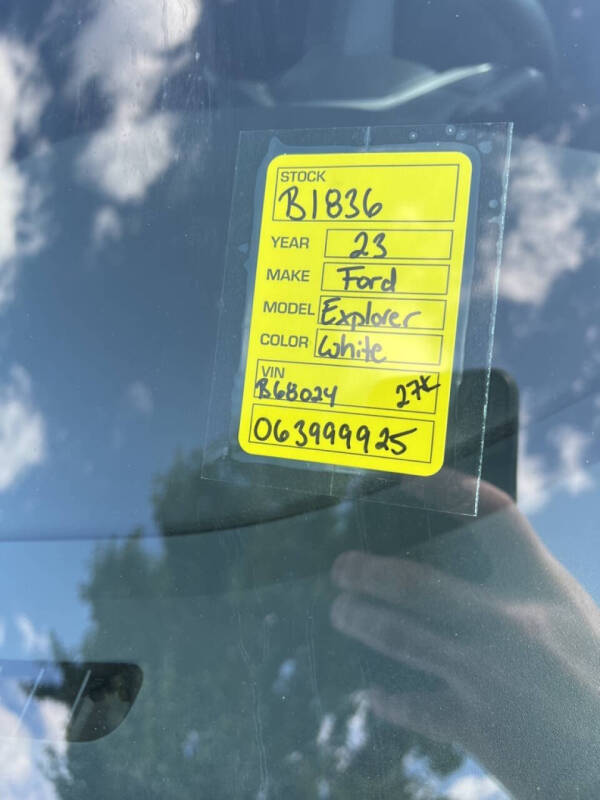 STOCK
B1836
YEAR 23
MAKE Ford
MODEL Explorer
COLOR White
VIN
B68024 27K
063999925